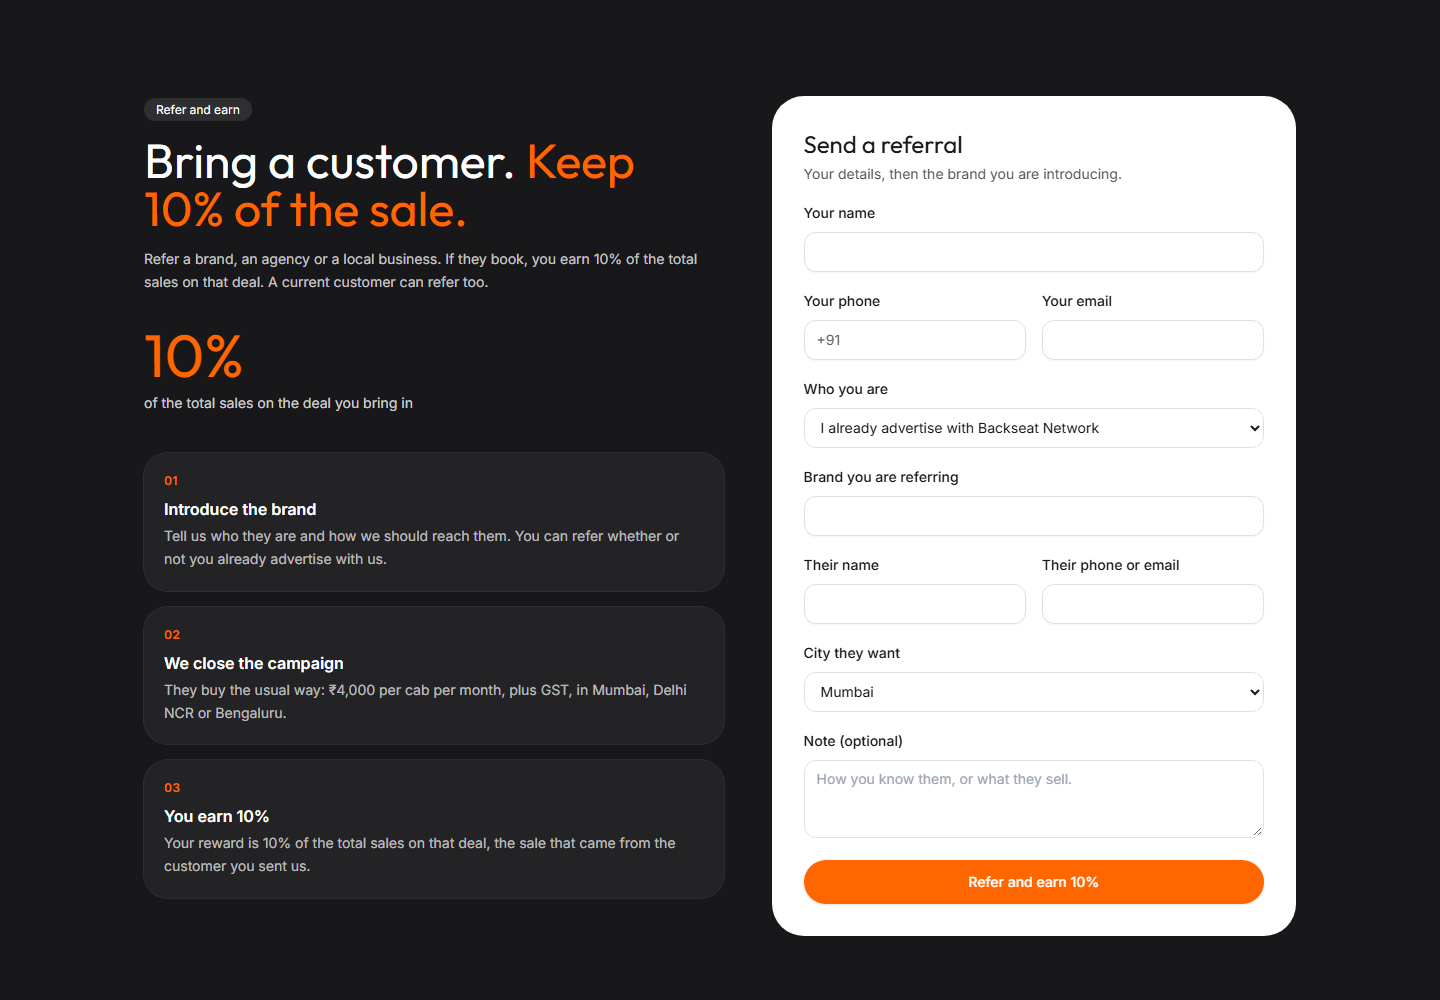 Refer and earn
Bring a customer. Keep
10% of the sale.
Refer a brand, an agency or a local business. If they book, you earn 10% of the total
sales on that deal. A current customer can refer too.
10%
of the total sales on the deal you bring in
01
Introduce the brand
Tell us who they are and how we should reach them. You can refer whether or
not you already advertise with us.
02
We close the campaign
They buy the usual way: ₹4,000 per cab per month, plus GST, in Mumbai, Delhi
NCR or Bengaluru.
03
You earn 10%
Your reward is 10% of the total sales on that deal, the sale that came from the
customer you sent us.
Send a referral
Your details, then the brand you are introducing.
Your name
Your phone
Your email
+91
Who you are
I already advertise with Backseat Network
Brand you are referring
Their name
Their phone or email
City they want
Mumbai
Note (optional)
How you know them, or what they sell.
Refer and earn 10%